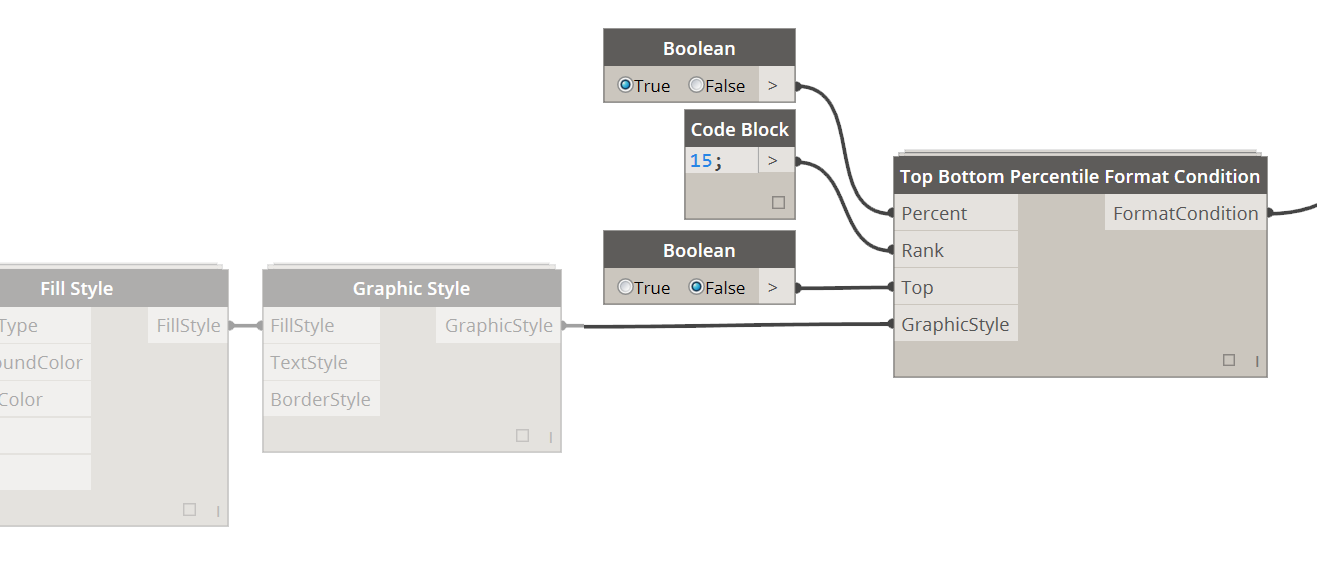 Boolean
True False >
Code Block
15; >
Top Bottom Percentile Format Condition
Percent FormatCondition
Rank
Boolean
True False >
Top
GraphicStyle
Fill Style
Type FillStyle
oundColor
Color
Graphic Style
FillStyle GraphicStyle
TextStyle
BorderStyle